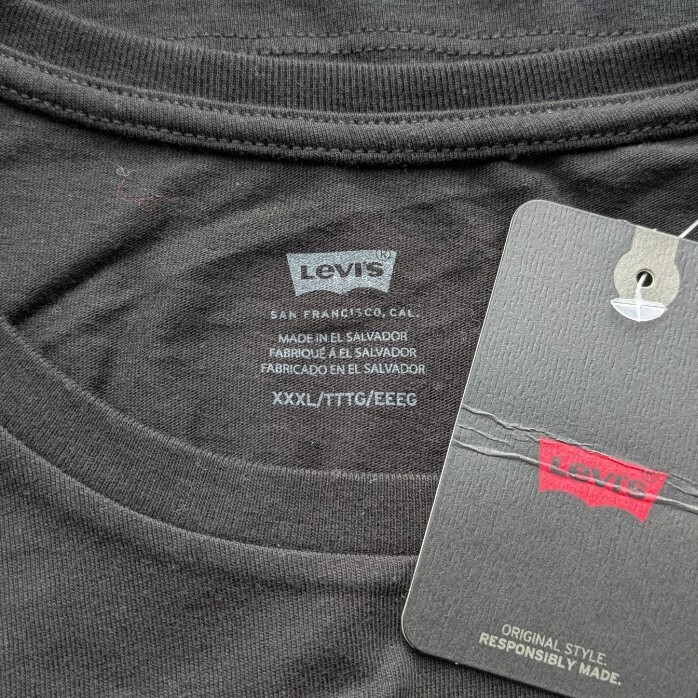 Levi's
SAN FRANCISCO, CAL.
MADE IN EL SALVADOR
FABRIQUÉ À EL SALVADOR
FABRICADO EN EL SALVADOR
XXXL/TTTG/EEEG
Levi's
ORIGINAL STYLE.
RESPONSIBLY MADE.